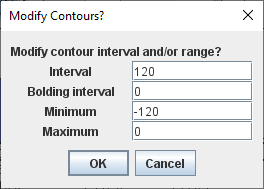 Modify Contours?
Modify contour interval and/or range?
Interval 120
Bolding interval 0
Minimum -120
Maximum 0
OK Cancel